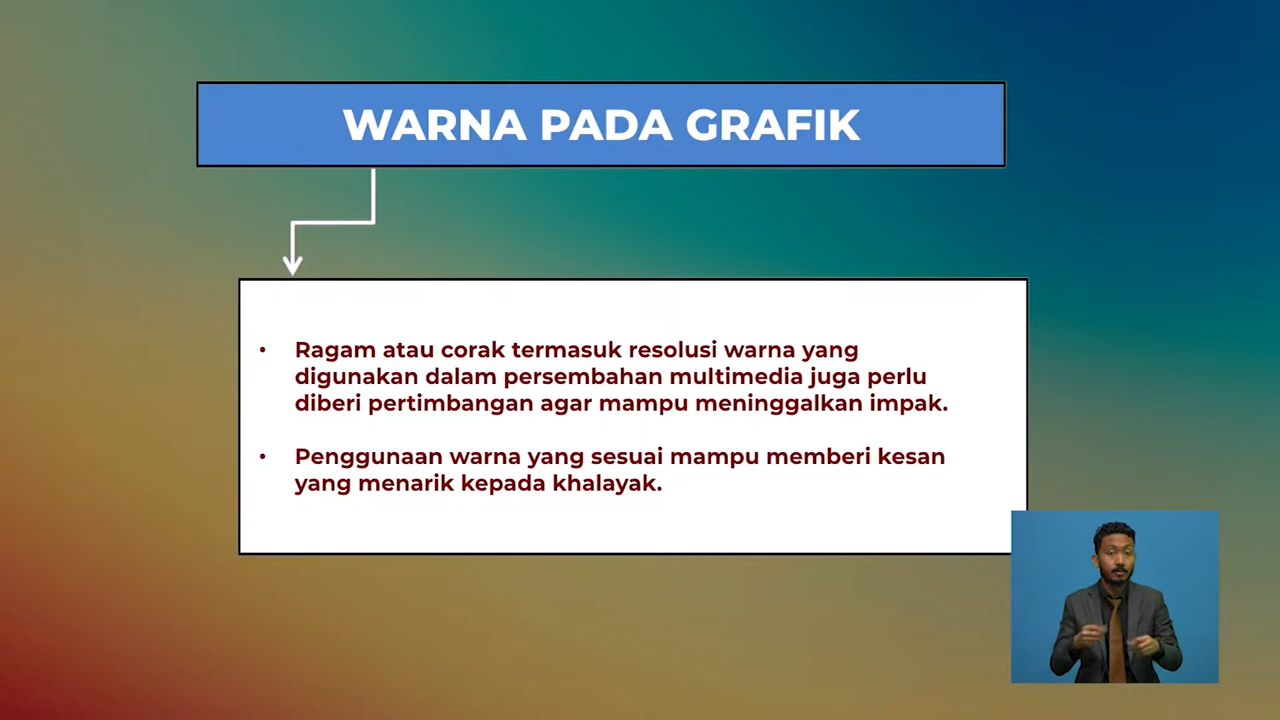 WARNA PADA GRAFIK
• Ragam atau corak termasuk resolusi warna yang
digunakan dalam persembahan multimedia juga perlu
diberi pertimbangan agar mampu meninggalkan impak.
• Penggunaan warna yang sesuai mampu memberi kesan
yang menarik kepada khalayak.